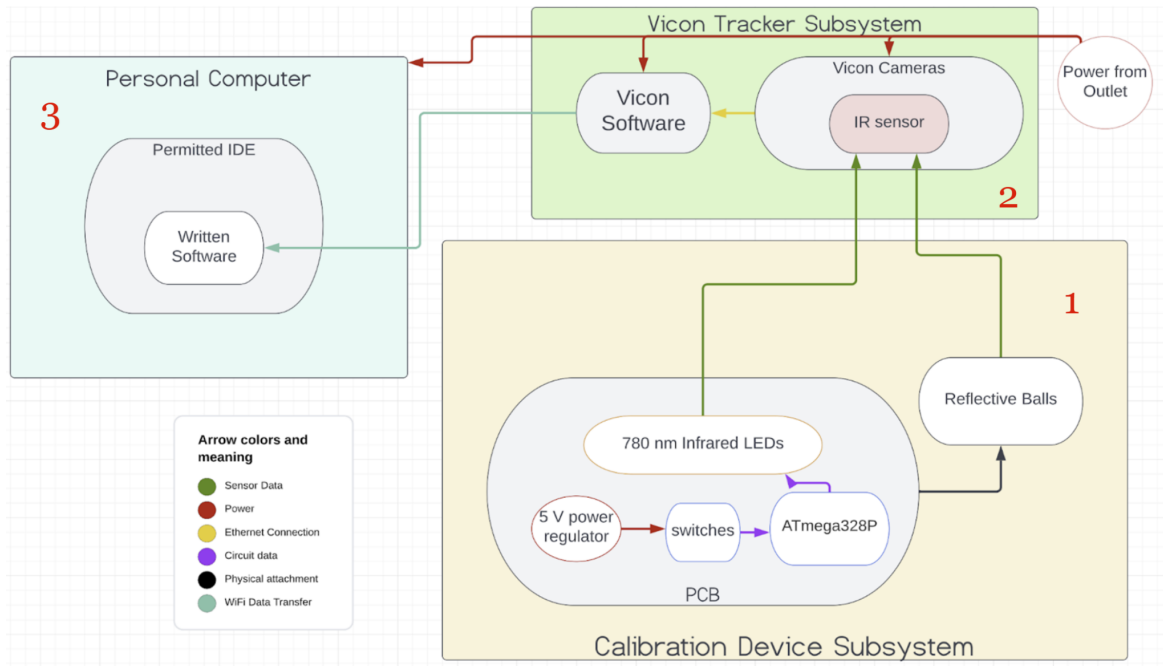 Vicon Tracker Subsystem
Personal Computer
3
Permitted IDE
Written
Software
Vicon
Software
Vicon Cameras
IR sensor
Power from
Outlet
2
1
Reflective Balls
780 nm Infrared LEDs
5 V power
regulator
switches
ATmega328P
PCB
Calibration Device Subsystem
Arrow colors and
meaning
Sensor Data
Power
Ethernet Connection
Circuit data
Physical attachment
WiFi Data Transfer